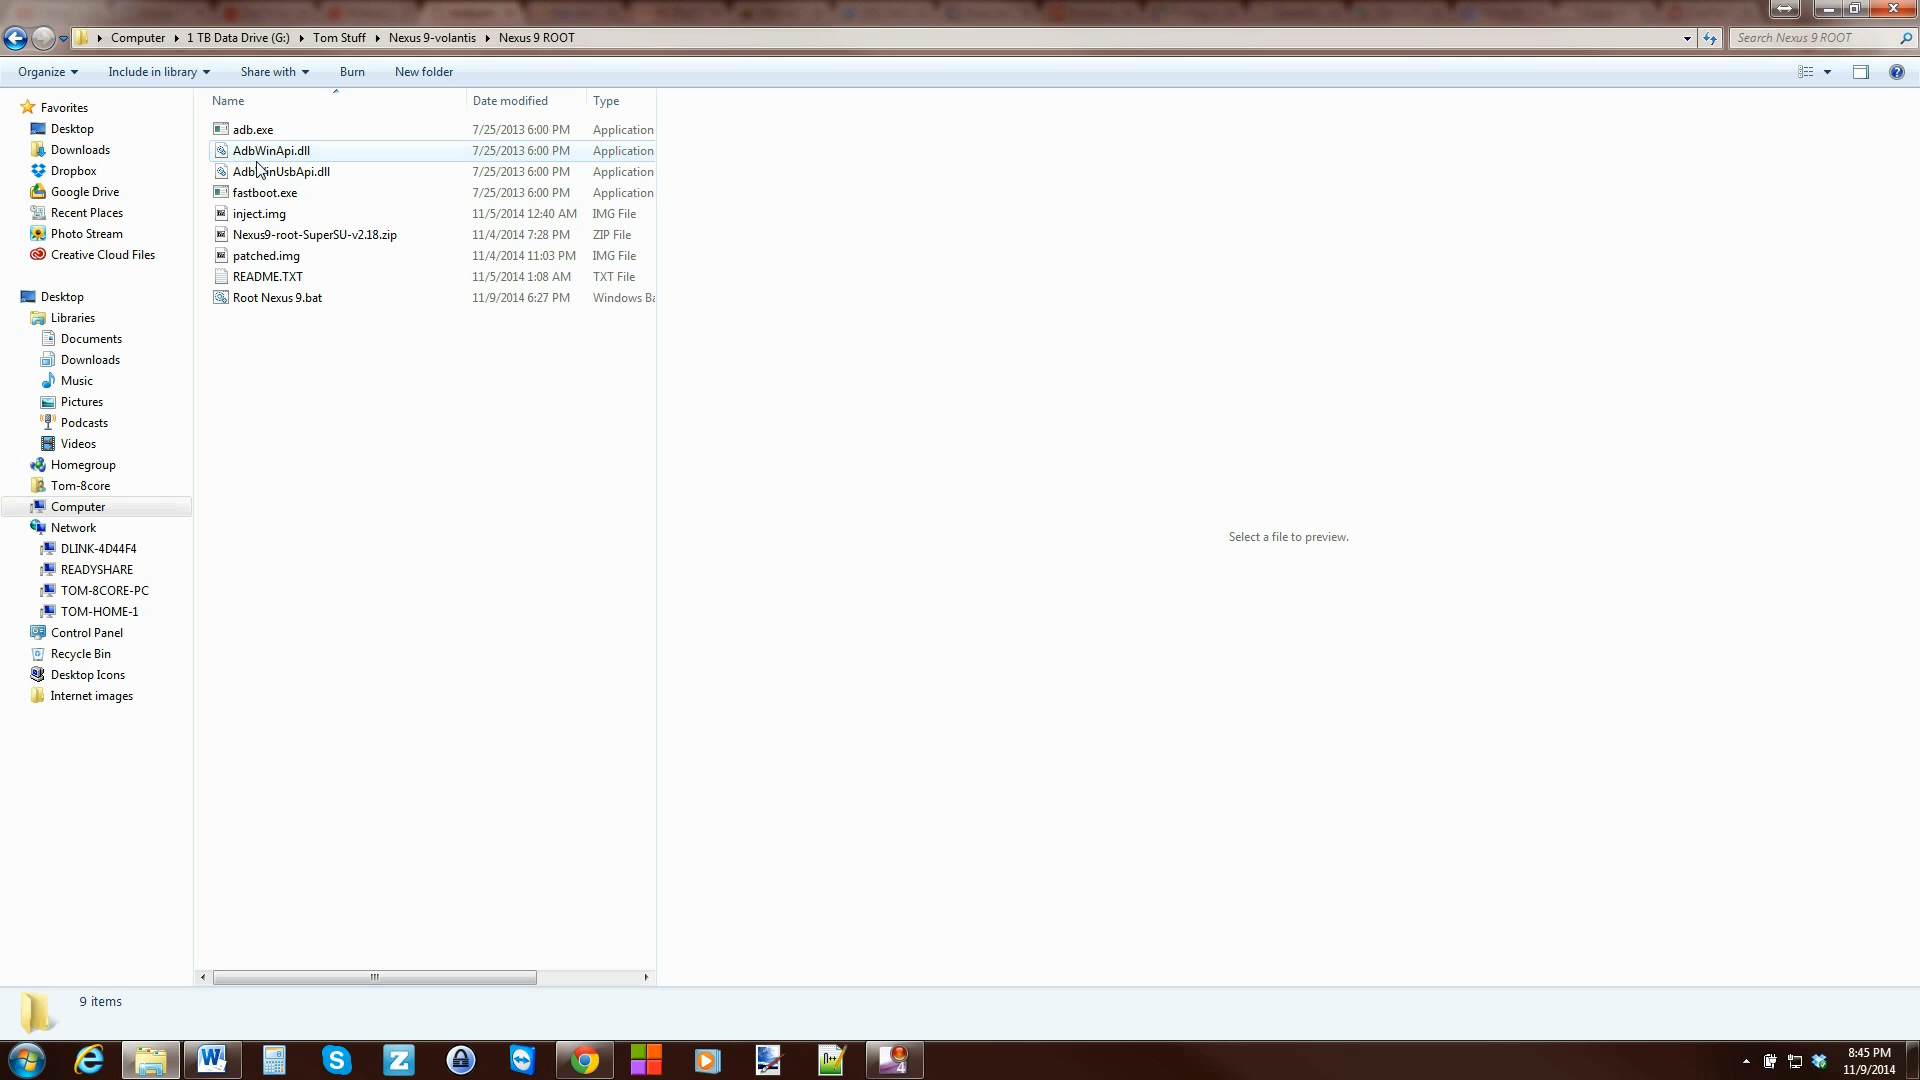 Computer 1 TB Data Drive (G:) Tom Stuff Nexus 9-volantis Nexus 9 ROOT
Search Nexus 9 ROOT
Organize Include in library Share with Burn New folder
Favorites
Desktop
Downloads
Dropbox
Google Drive
Recent Places
Photo Stream
Creative Cloud Files
Desktop
Libraries
Documents
Downloads
Music
Pictures
Podcasts
Videos
Homegroup
Tom-8core
Computer
Network
DLINK-4D44F4
READYSHARE
TOM-8CORE-PC
TOM-HOME-1
Control Panel
Recycle Bin
Desktop Icons
Internet images
Name Date modified Type
adb.exe 7/25/2013 6:00 PM Application
AdbWinApi.dll 7/25/2013 6:00 PM Application
AdbWinUsbApi.dll 7/25/2013 6:00 PM Application
fastboot.exe 7/25/2013 6:00 PM Application
inject.img 11/5/2014 12:40 AM IMG File
Nexus9-root-SuperSU-v2.18.zip 11/4/2014 7:28 PM ZIP File
patched.img 11/4/2014 11:03 PM IMG File
README.TXT 11/5/2014 1:08 AM TXT File
Root Nexus 9.bat 11/9/2014 6:27 PM Windows Ba
Select a file to preview.
9 items
8:45 PM
11/9/2014